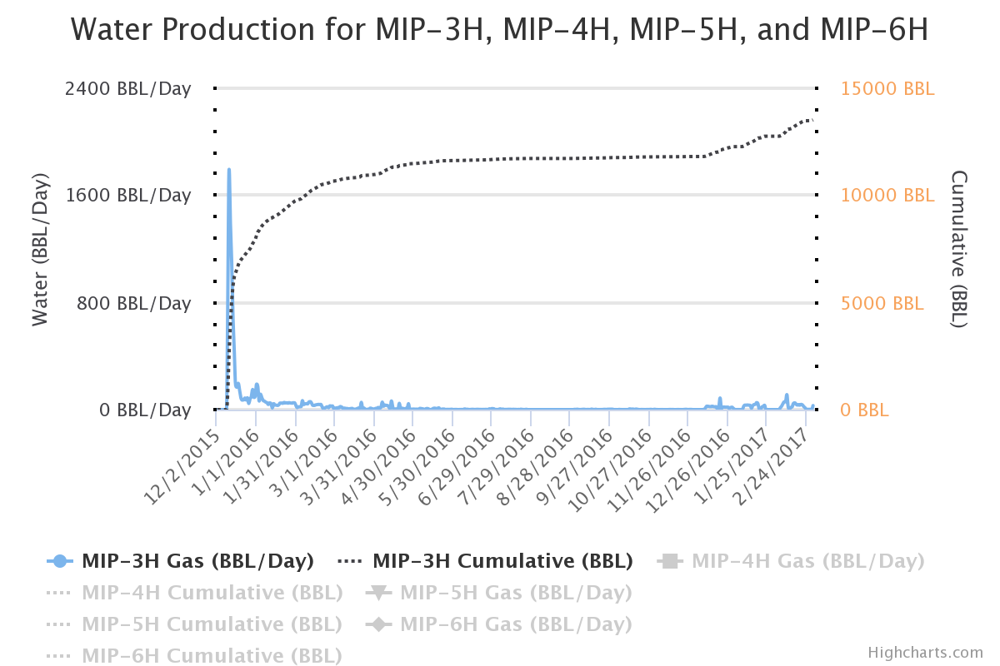 Water Production for MIP-3H, MIP-4H, MIP-5H, and MIP-6H
2400 BBL/Day
1600 BBL/Day
800 BBL/Day
0 BBL/Day
Water (BBL/Day)
15000 BBL
10000 BBL
5000 BBL
0 BBL
Cumulative (BBL)
12/2/2015
1/1/2016
1/31/2016
3/1/2016
3/31/2016
4/30/2016
5/30/2016
6/29/2016
7/29/2016
8/28/2016
9/27/2016
10/27/2016
11/26/2016
12/26/2016
1/25/2017
2/24/2017
MIP-3H Gas (BBL/Day) MIP-3H Cumulative (BBL) MIP-4H Gas (BBL/Day)
MIP-4H Cumulative (BBL) MIP-5H Gas (BBL/Day)
MIP-5H Cumulative (BBL) MIP-6H Gas (BBL/Day)
MIP-6H Cumulative (BBL)
Highcharts.com